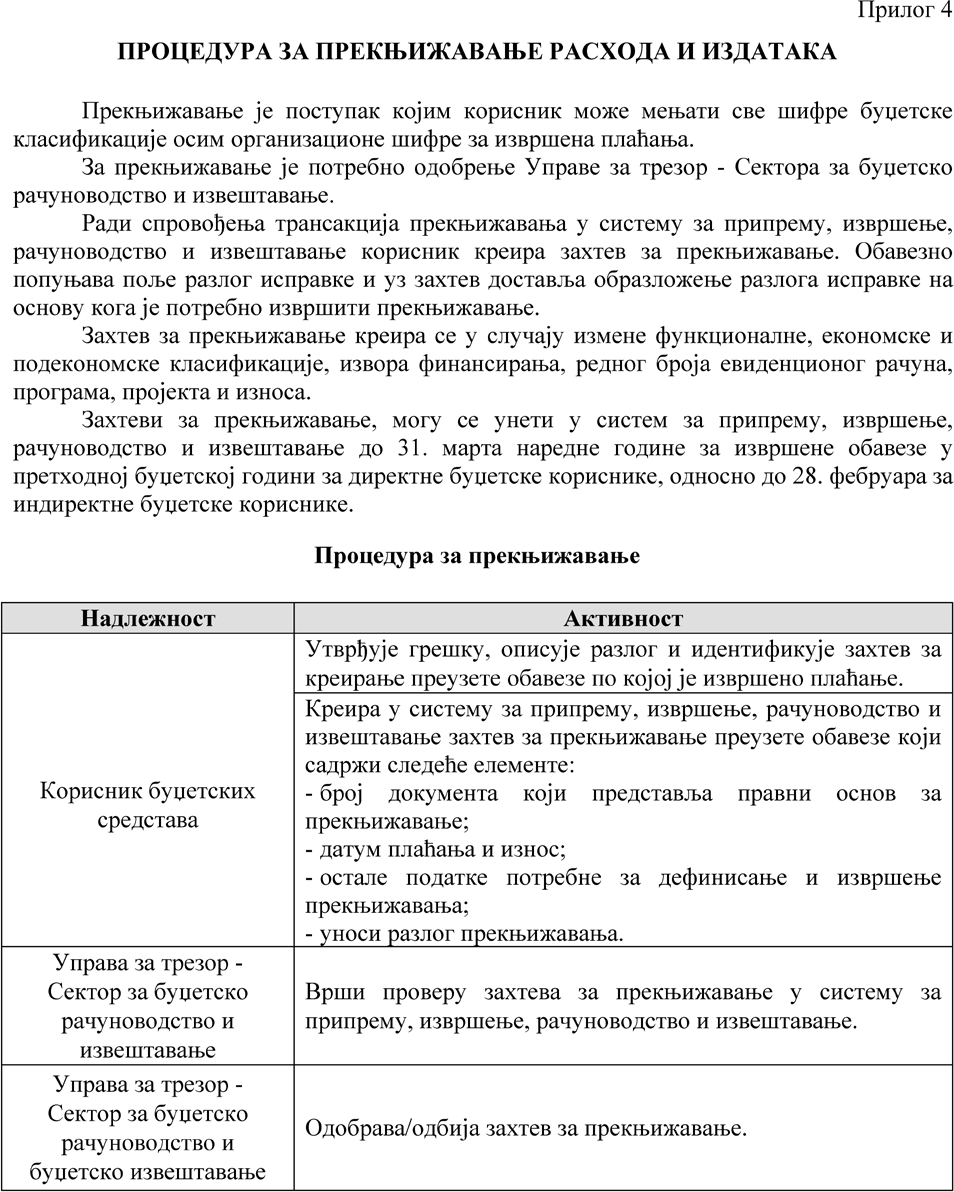 Прилог 4
ПРОЦЕДУРА ЗА ПРЕКЊИЖАВАЊЕ РАСХОДА И ИЗДАТАКА
Прекњижавање је поступак којим корисник може мењати све шифре буџетске
класификације осим организационе шифре за извршена плаћања.
За прекњижавање је потребно одобрење Управе за трезор - Сектора за буџетско
рачуноводство и извештавање.
Ради спровођења трансакција прекњижавања у систему за припрему, извршење,
рачуноводство и извештавање корисник креира захтев за прекњижавање. Обавезно
попуњава поље разлог исправке и уз захтев доставља образложење разлога исправке на
основу кога је потребно извршити прекњижавање.
Захтев за прекњижавање креира се у случају измене функционалне, економске и
подекономске класификације, извора финансирања, редног броја евиденционог рачуна,
програма, пројекта и износа.
Захтеви за прекњижавање, могу се унети у систем за припрему, извршење,
рачуноводство и извештавање до 31. марта наредне године за извршене обавезе у
претходној буџетској години за директне буџетске кориснике, односно до 28. фебруара за
индиректне буџетске кориснике.
Процедура за прекњижавање
Надлежност
Активност
Корисник буџетских
средстава
Утврђује грешку, описује разлог и идентификује захтев за
креирање преузете обавезе по којој је извршено плаћање.
Креира у систему за припрему, извршење, рачуноводство и
извештавање захтев за прекњижавање преузете обавезе који
садржи следеће елементе:
- број документа који представља правни основ за
прекњижавање;
- датум плаћања и износ;
- остале податке потребне за дефинисање и извршење
прекњижавања;
- уноси разлог прекњижавања.
Управа за трезор -
Сектор за буџетско
рачуноводство и
извештавање
Врши проверу захтева за прекњижавање у систему за
припрему, извршење, рачуноводство и извештавање.
Управа за трезор -
Сектор за буџетско
рачуноводство и
буџетско извештавање
Одобрава/одбија захтев за прекњижавање.